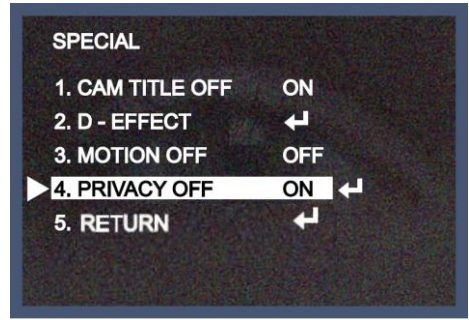 SPECIAL
1. CAM TITLE OFF ON
2. D - EFFECT ↵
3. MOTION OFF OFF
4. PRIVACY OFF ON ↵
5. RETURN ↵